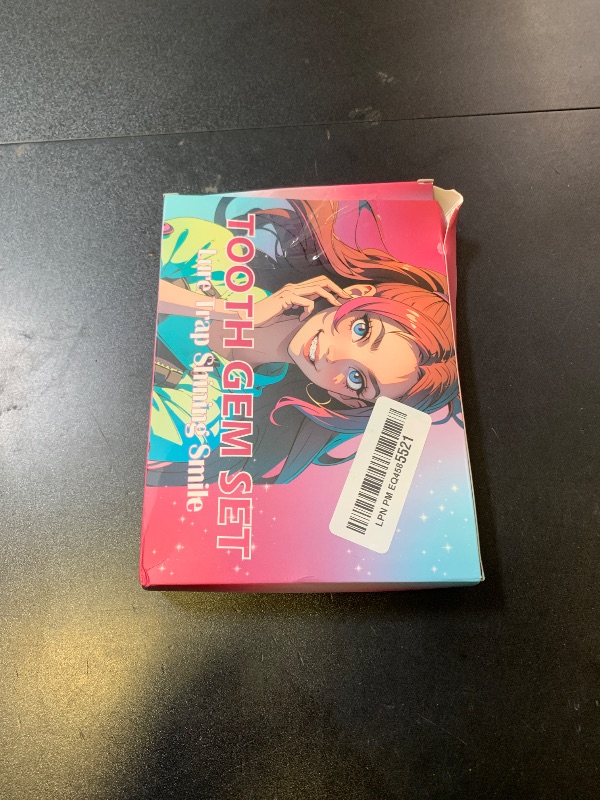 TOOTH GEM SET
Lure Trap Shining Smile
LPN PM EQ4585521